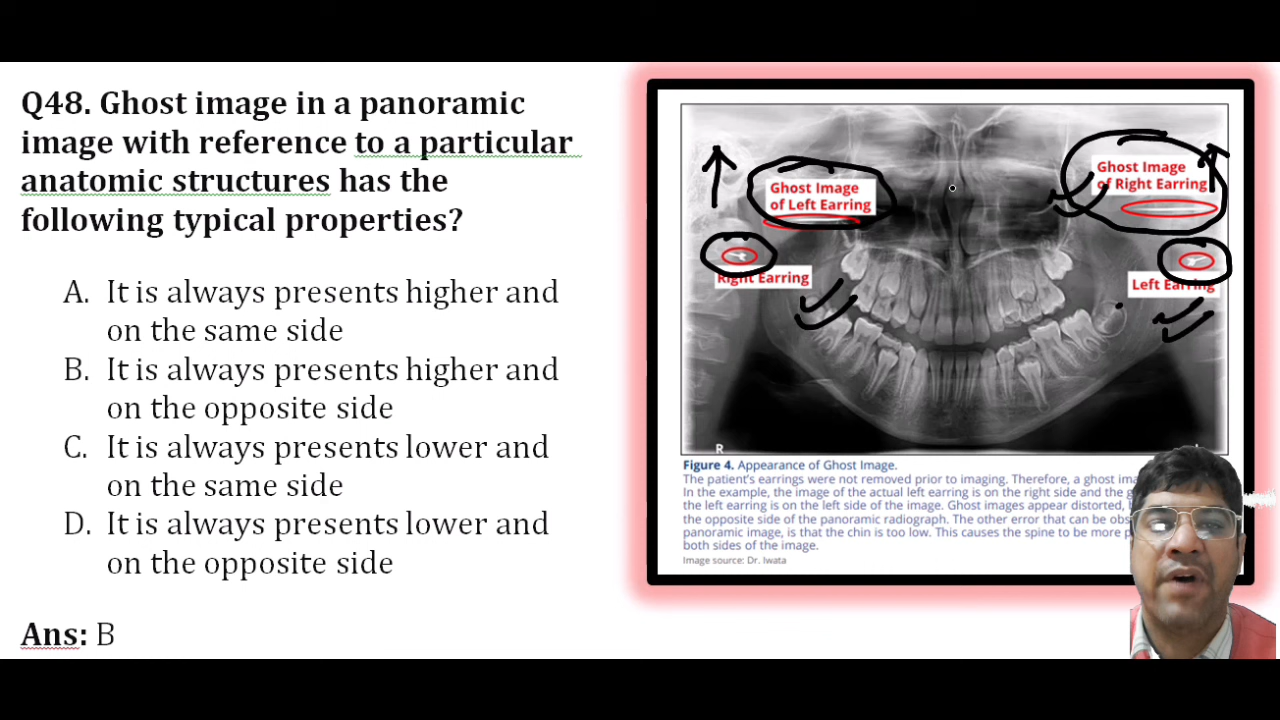 Q48. Ghost image in a panoramic
image with reference to a particular
anatomic structures has the
following typical properties?
A. It is always presents higher and
on the same side
B. It is always presents higher and
on the opposite side
C. It is always presents lower and
on the same side
D. It is always presents lower and
on the opposite side
Ans: B
Ghost Image
of Left Earring
Ghost Image
of Right Earring
Right Earring
Left Earring
R
Figure 4. Appearance of Ghost Image.
The patient's earrings were not removed prior to imaging. Therefore, a ghost
In the example, the image of the actual left earring is on the right side and the
the left earring is on the left side of the image. Ghost images appear distorted,
the opposite side of the panoramic radiograph. The other error that can be
panoramic image, is that the chin is too low. This causes the spine to be more
both sides of the image.
Image source: Dr. Iwata